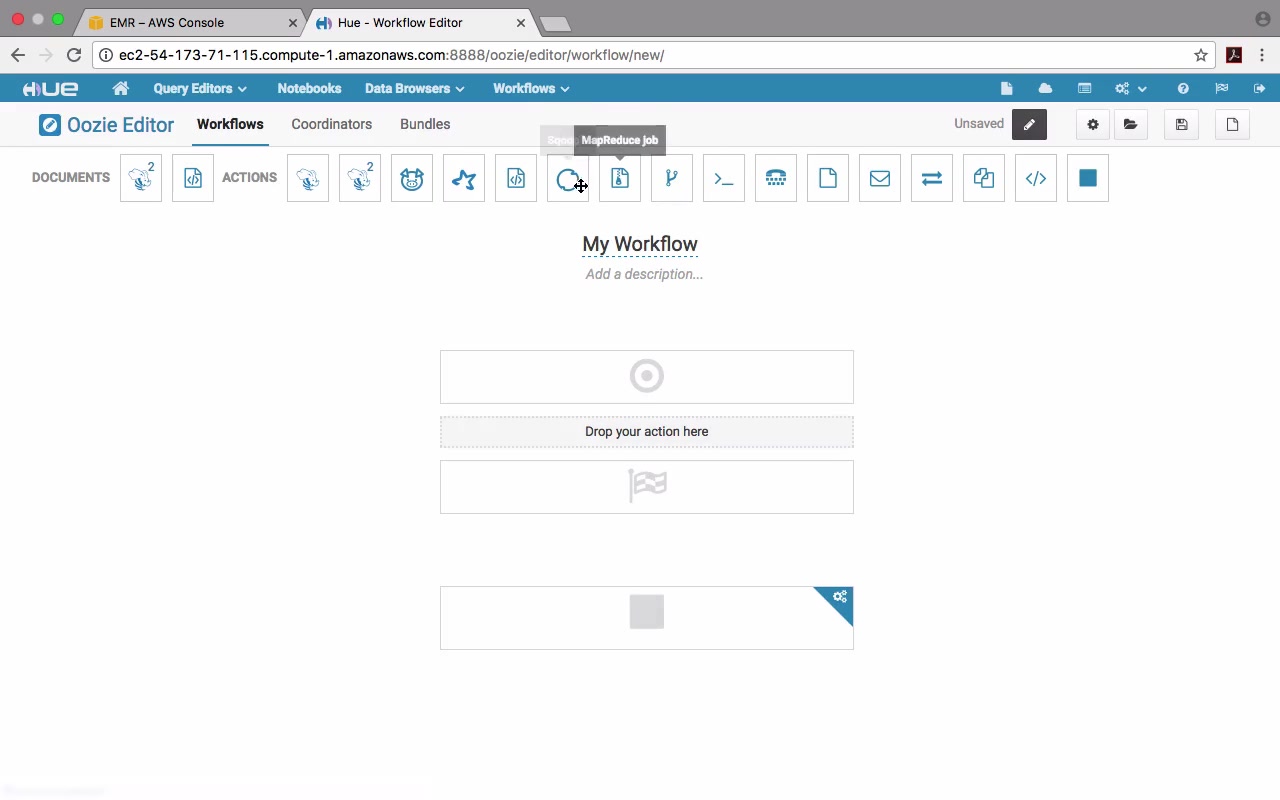 EMR – AWS Console
Hue - Workflow Editor
ec2-54-173-71-115.compute-1.amazonaws.com:8888/oozie/editor/workflow/new/
HUE Query Editors Notebooks Data Browsers Workflows
Oozie Editor Workflows Coordinators Bundles Unsaved
Sqoop MapReduce job
DOCUMENTS 2 ACTIONS 2
My Workflow
Add a description...
Drop your action here